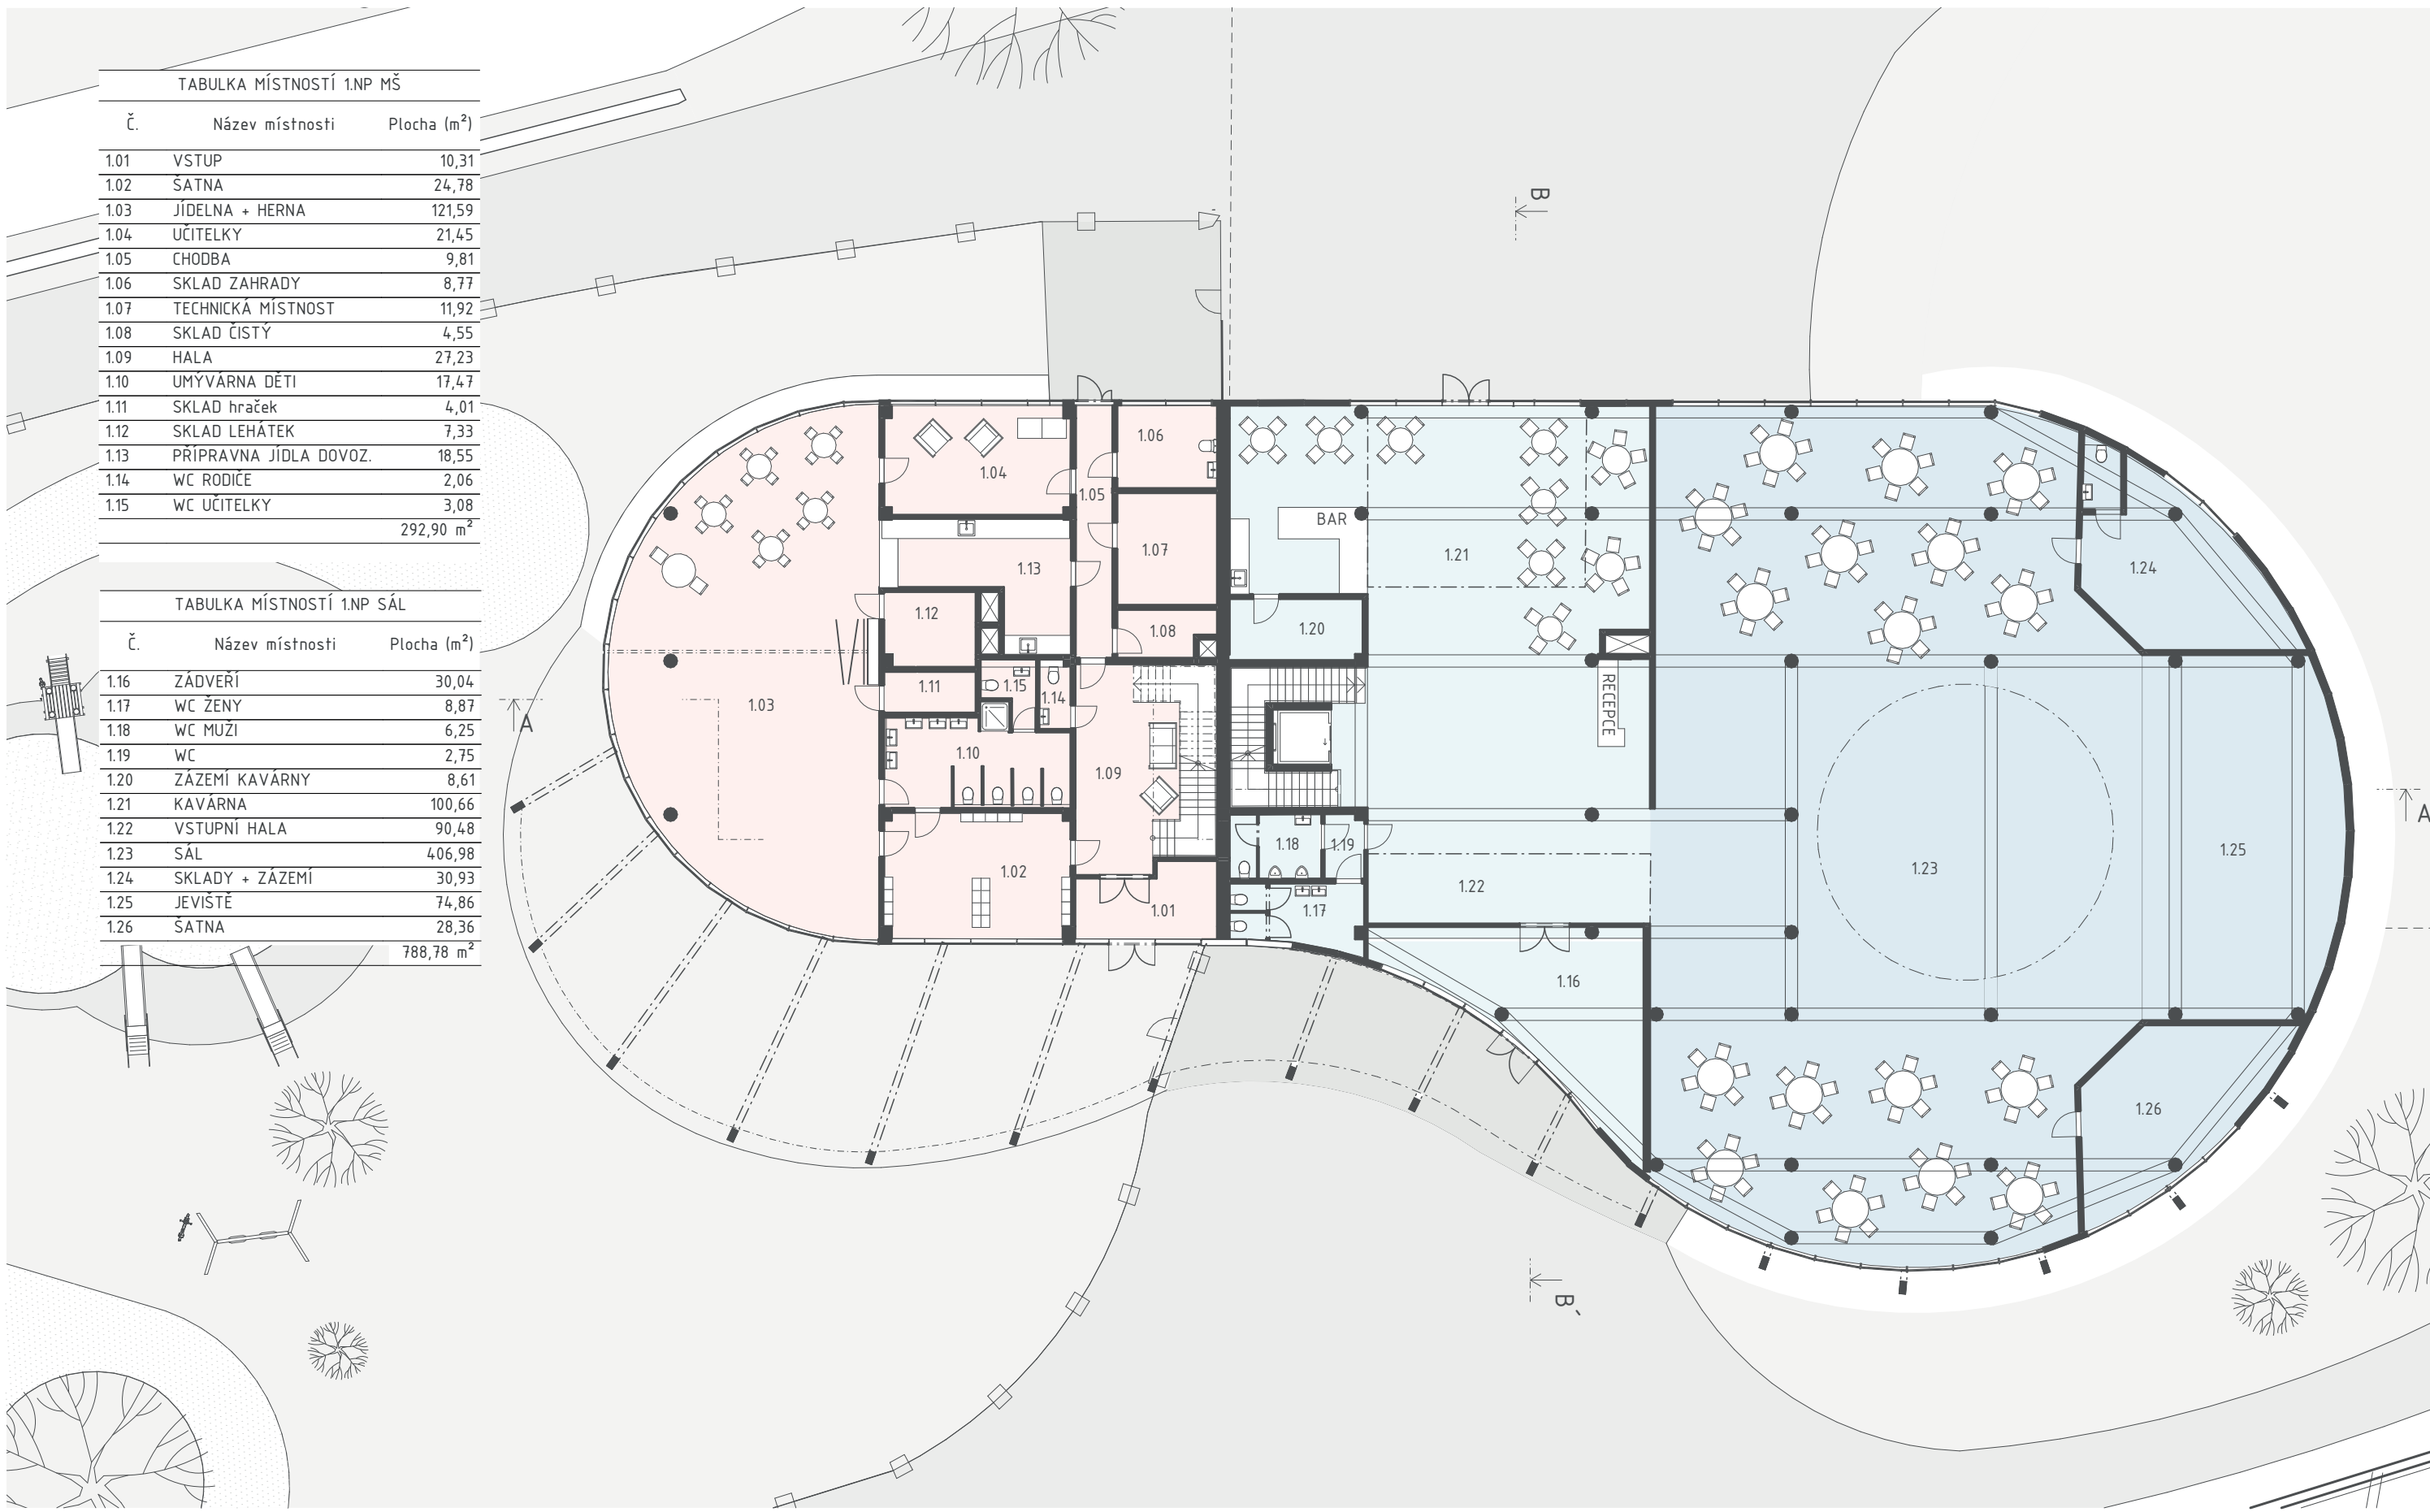 TABULKA MÍSTNOSTÍ 1.NP MŠ
Č. Název místnosti Plocha (m²)
1.01 VSTUP 10,31
1.02 ŠATNA 24,78
1.03 JÍDELNA + HERNA 121,59
1.04 UČITELKY 21,45
1.05 CHODBA 9,81
1.06 SKLAD ZAHRADY 8,77
1.07 TECHNICKÁ MÍSTNOST 11,92
1.08 SKLAD ČISTÝ 4,55
1.09 HALA 27,23
1.10 UMÝVÁRNA DĚTI 17,47
1.11 SKLAD hraček 4,01
1.12 SKLAD LEHÁTEK 7,33
1.13 PŘÍPRAVNA JÍDLA DOVOZ. 18,55
1.14 WC RODIČE 2,06
1.15 WC UČITELKY 3,08
292,90 m²
TABULKA MÍSTNOSTÍ 1.NP SÁL
Č. Název místnosti Plocha (m²)
1.16 ZÁDVEŘÍ 30,04
1.17 WC ŽENY 8,87
1.18 WC MUŽI 6,25
1.19 WC 2,75
1.20 ZÁZEMÍ KAVÁRNY 8,61
1.21 KAVÁRNA 100,66
1.22 VSTUPNÍ HALA 90,48
1.23 SÁL 406,98
1.24 SKLADY + ZÁZEMÍ 30,93
1.25 JEVIŠTĚ 74,86
1.26 ŠATNA 28,36
788,78 m²
B
1.04
1.05
1.06
1.07
1.08
1.13
1.12
1.11
1.15
1.14
1.03
1.10
1.09
1.02
1.01
A
BAR
1.21
1.20
RECEPCE
1.18
1.19
1.17
1.22
1.16
1.23
1.24
1.25
1.26
A
B´